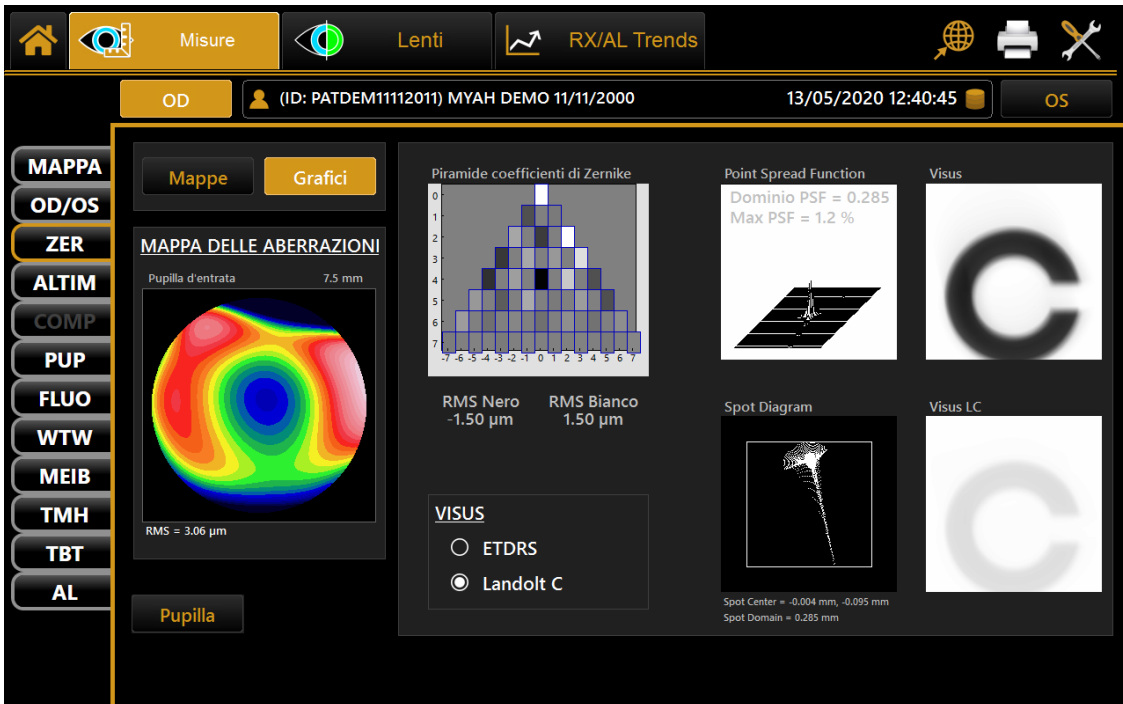 Misure
Lenti
RX/AL Trends
OD
(ID: PATDEM11112011) MYAH DEMO 11/11/2000
13/05/2020 12:40:45
OS
MAPPA
OD/OS
ZER
ALTIM
COMP
PUP
FLUO
WTW
MEIB
TMH
TBT
AL
Mappe
Grafici
MAPPA DELLE ABERRAZIONI
Pupilla d'entrata
7.5 mm
RMS = 3.06 μm
Pupilla
Piramide coefficienti di Zernike
0
1
2
3
4
5
6
7
-7 -6 -5 -4 -3 -2 -1 0 1 2 3 4 5 6 7
RMS Nero
-1.50 μm
RMS Bianco
1.50 μm
VISUS
ETDRS
Landolt C
Point Spread Function
Dominio PSF = 0.285
Max PSF = 1.2 %
Visus
Spot Diagram
Spot Center = -0.004 mm, -0.095 mm
Spot Domain = 0.285 mm
Visus LC